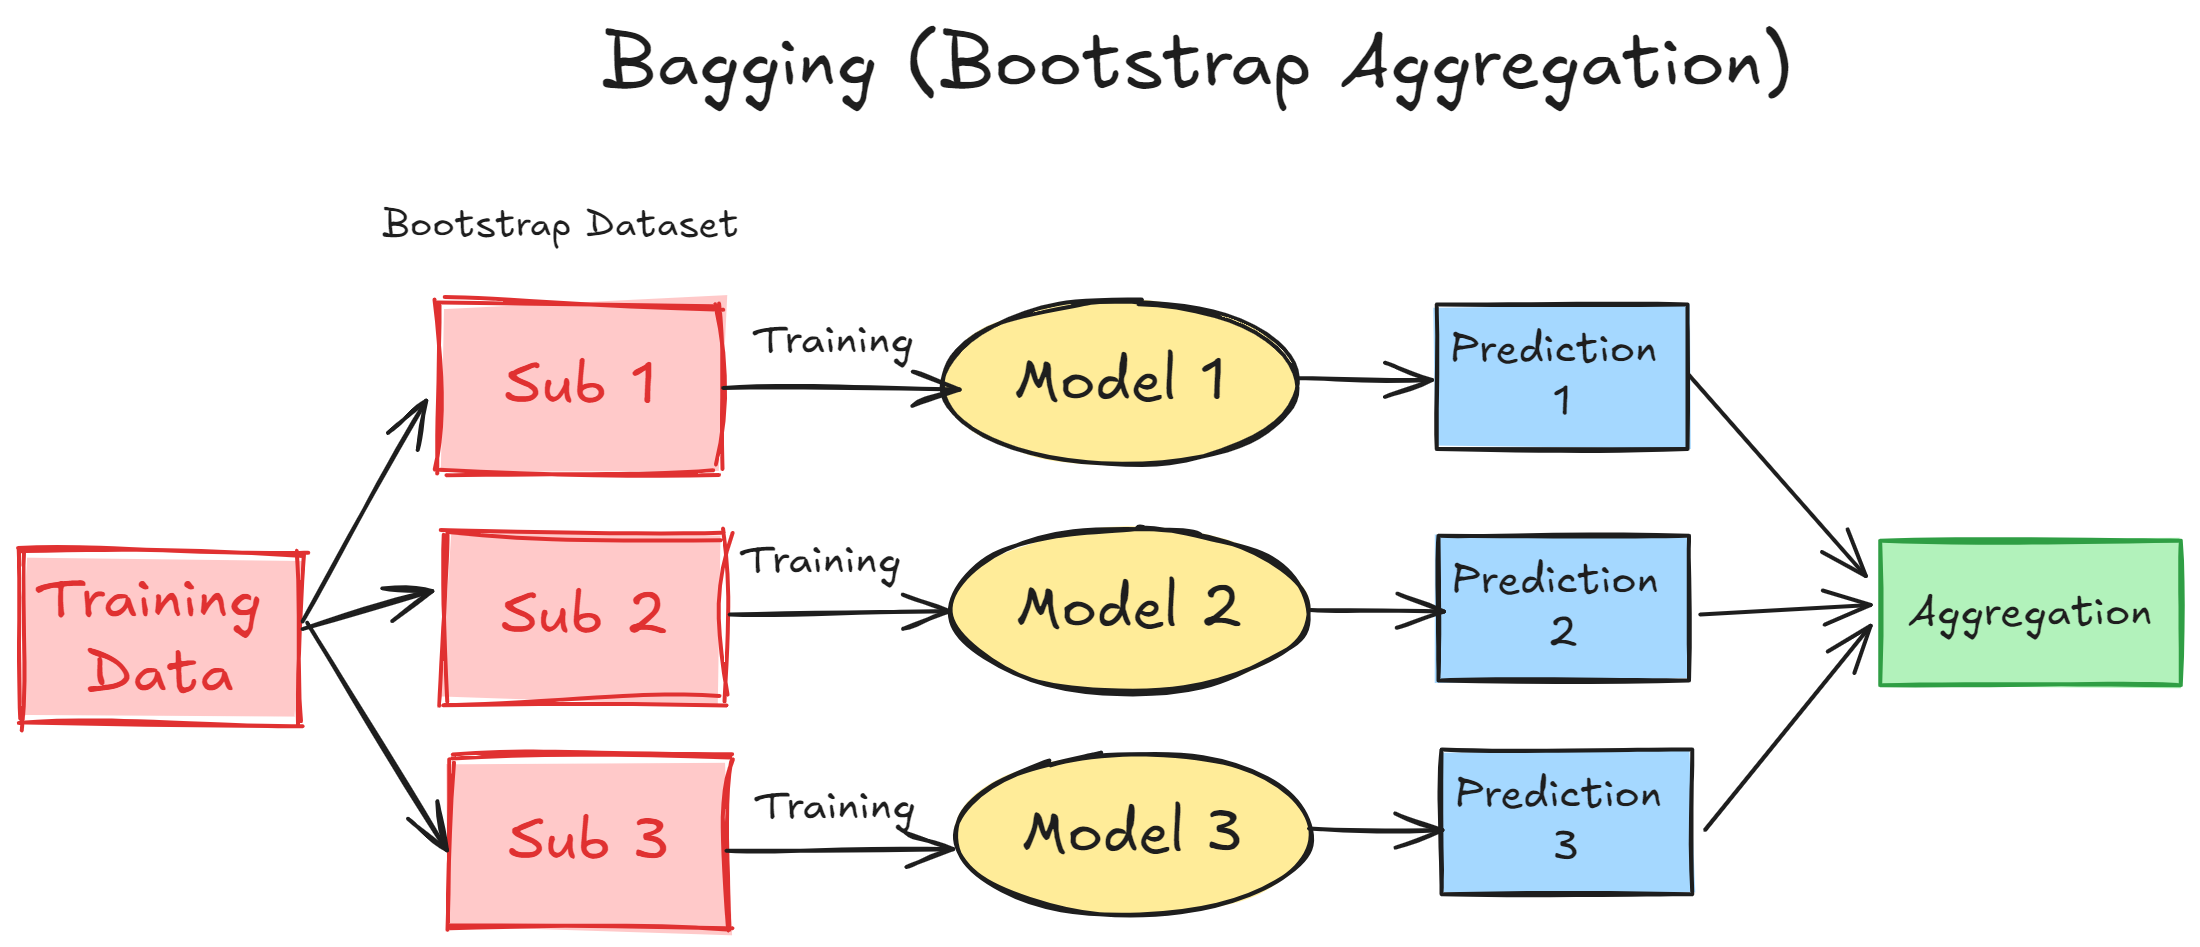 Bagging (Bootstrap Aggregation)
Bootstrap Dataset
Training
Data
Sub 1
Training
Model 1
Prediction
1
Sub 2
Training
Model 2
Prediction
2
Sub 3
Training
Model 3
Prediction
3
Aggregation